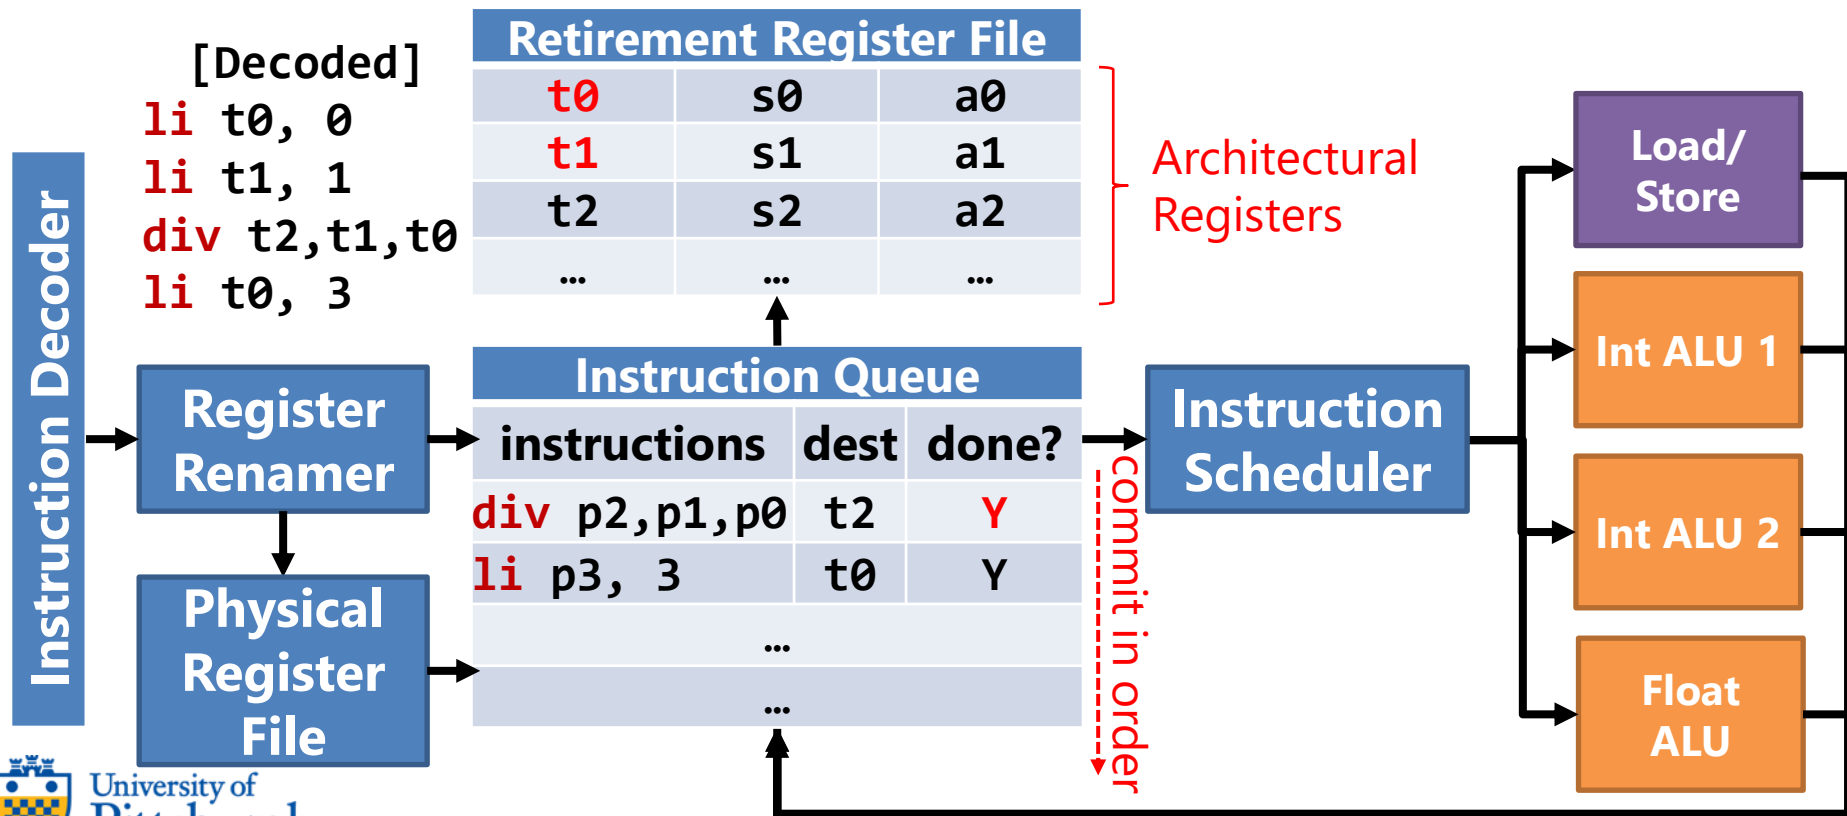 [Decoded]
li t0, 0
li t1, 1
div t2,t1,t0
li t0, 3
Instruction Decoder
Register
Renamer
Physical
Register
File
Retirement Register File
t0 s0 a0
t1 s1 a1
t2 s2 a2
… … …
Architectural
Registers
Instruction Queue
instructions dest done?
div p2,p1,p0 t2 Y
li p3, 3 t0 Y
…
…
commit in order
Instruction
Scheduler
Load/
Store
Int ALU 1
Int ALU 2
Float
ALU
University of